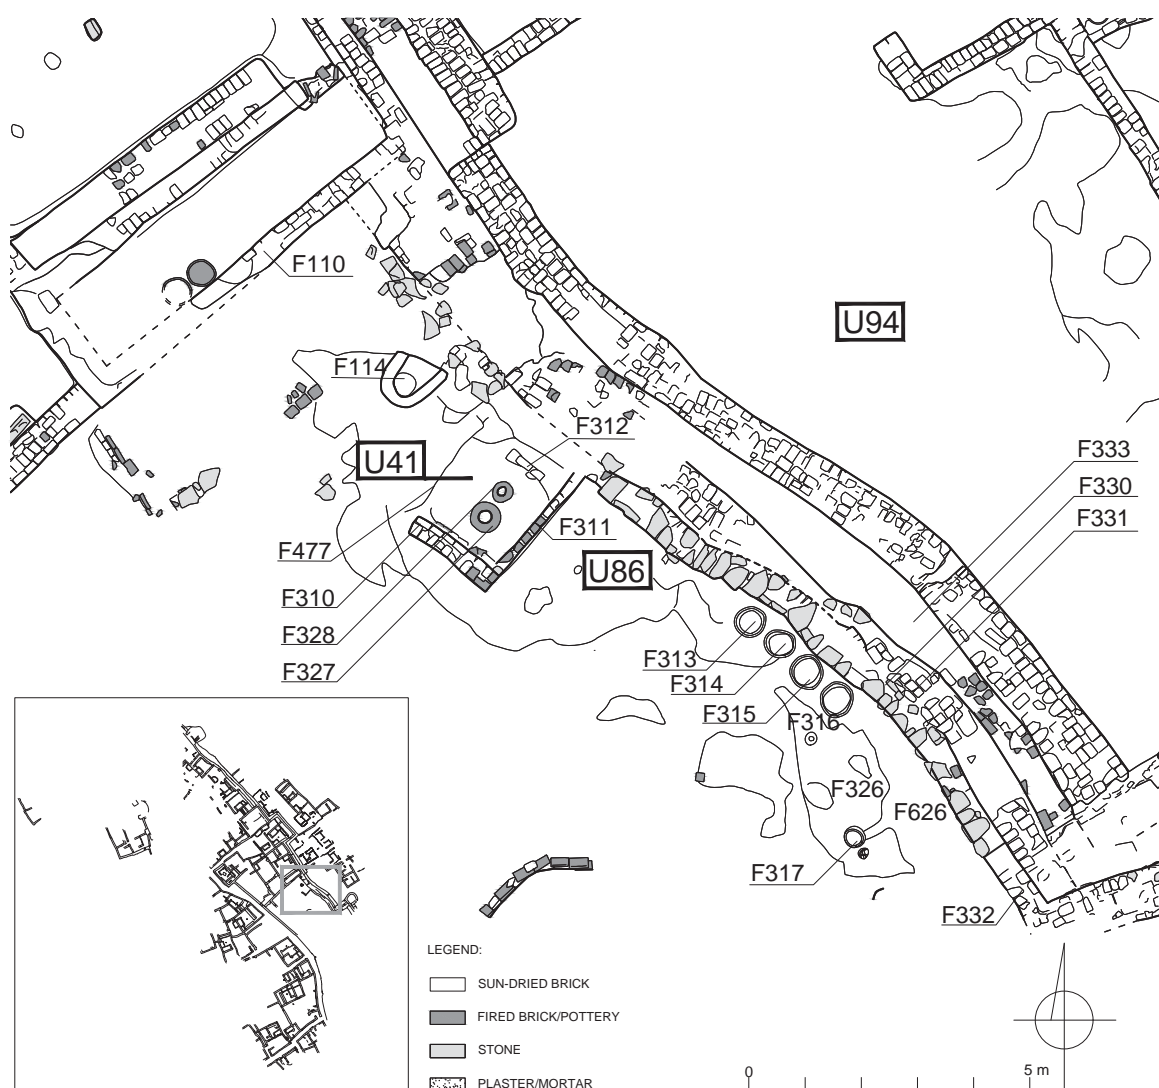 F110
U94
F114
F312
U41
F333
F330
F331
F311
F477
U86
F310
F328
F313
F327
F314
F315
F316
F326
F626
F317
F332
LEGEND:
SUN-DRIED BRICK
FIRED BRICK/POTTERY
STONE
PLASTER/MORTAR
0 5 m